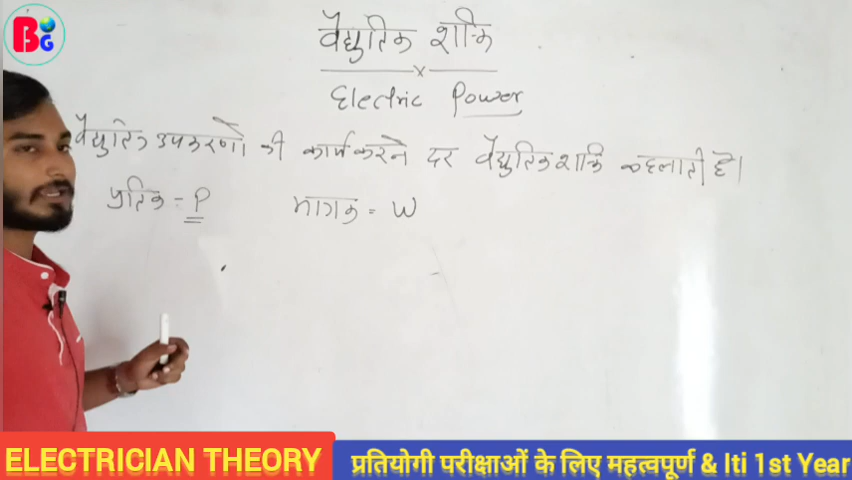 BG
वैद्युतिक शक्ति
Electric Power
वैद्युतिक उपकरणो की कार्य करने दर वैद्युतिक शक्ति कहलाती है।
प्रतिक - P मात्रक = W
ELECTRICIAN THEORY प्रतियोगी परीक्षाओं के लिए महत्वपूर्ण & Iti 1st Year